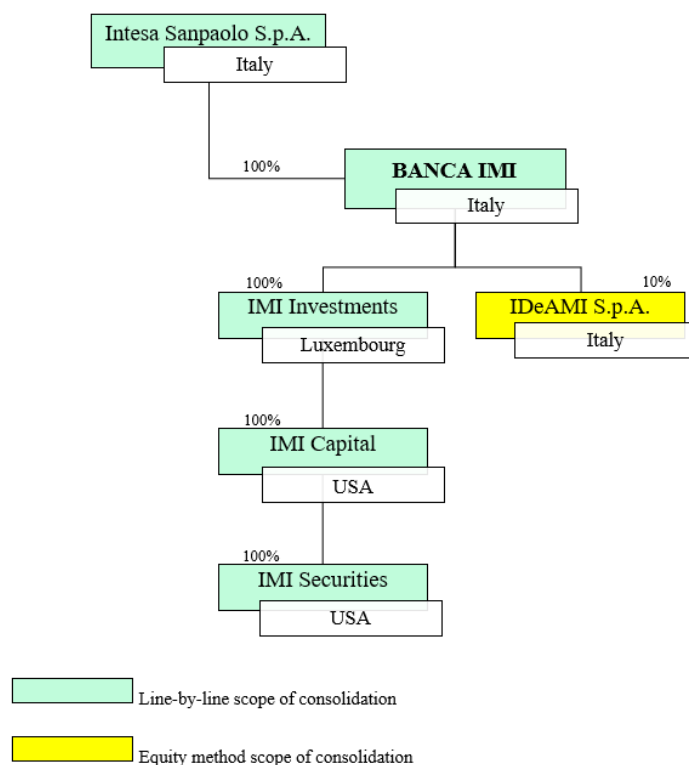 Intesa Sanpaolo S.p.A.
Italy
100%
BANCA IMI
Italy
100%
10%
IMI Investments
IDeAMI S.p.A.
Luxembourg
Italy
100%
IMI Capital
USA
100%
IMI Securities
USA
Line-by-line scope of consolidation
Equity method scope of consolidation